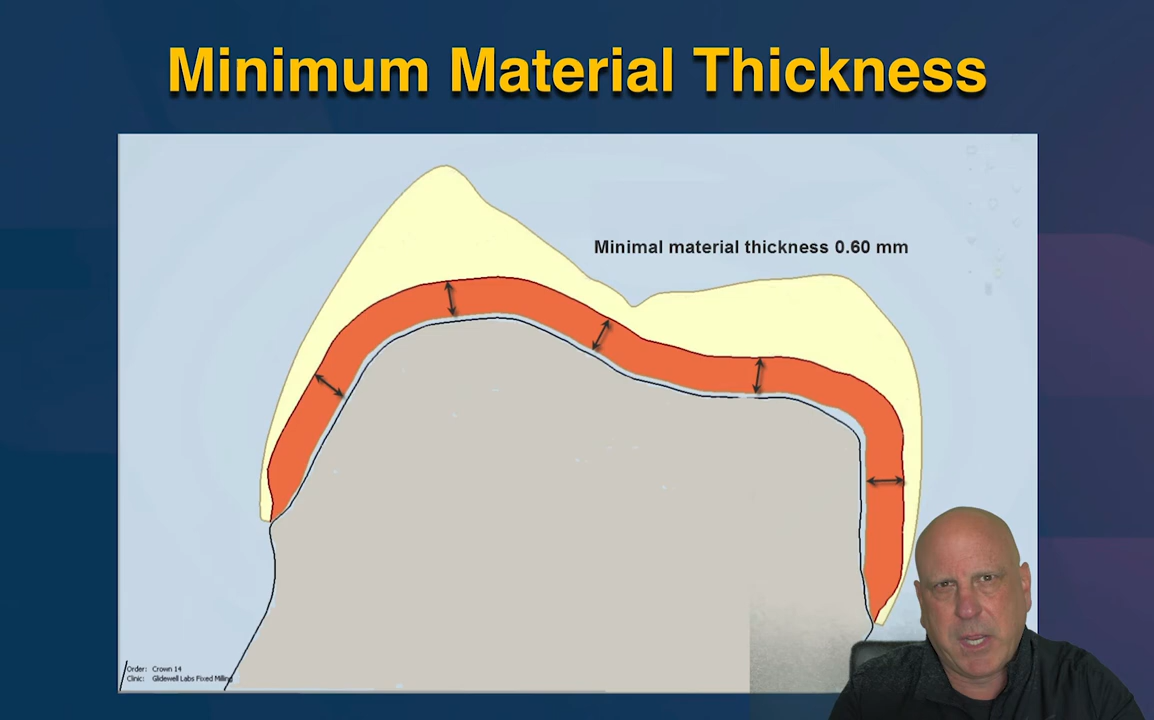 Minimum Material Thickness
Minimal material thickness 0.60 mm
Order: Crown 14
Clinic: Glidewell Labs Fixed Milling